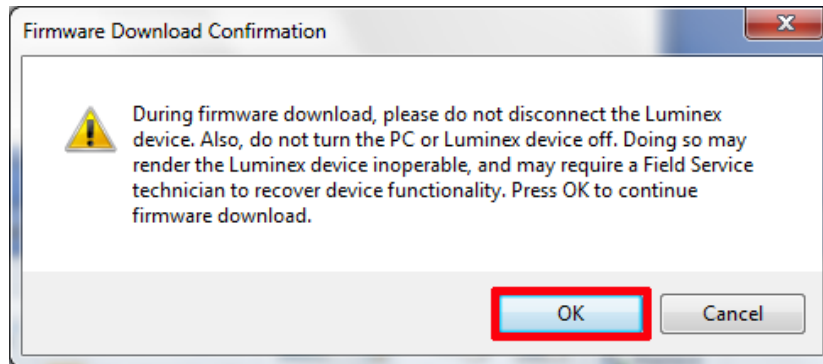 Firmware Download Confirmation
During firmware download, please do not disconnect the Luminex
device. Also, do not turn the PC or Luminex device off. Doing so may
render the Luminex device inoperable, and may require a Field Service
technician to recover device functionality. Press OK to continue
firmware download.
OK
Cancel